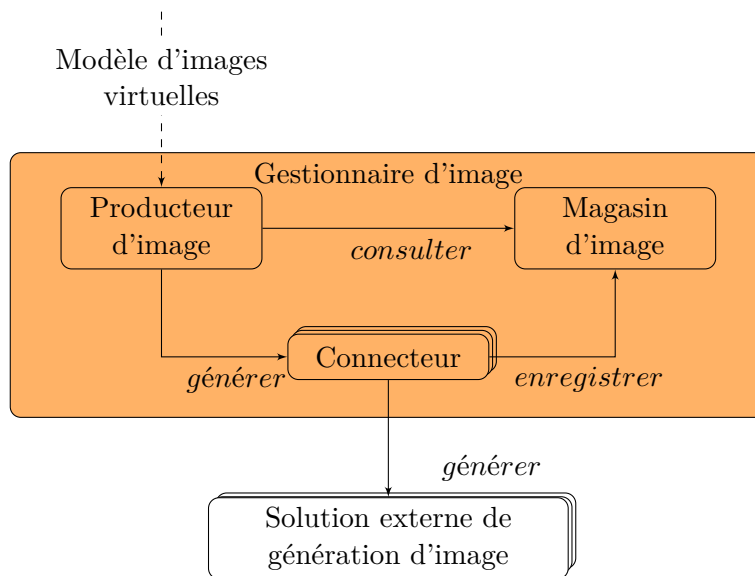 Modèle d'images
virtuelles
Gestionnaire d'image
Producteur
d'image
Magasin
d'image
consulter
Connecteur
générer
enregistrer
générer
Solution externe de
génération d'image